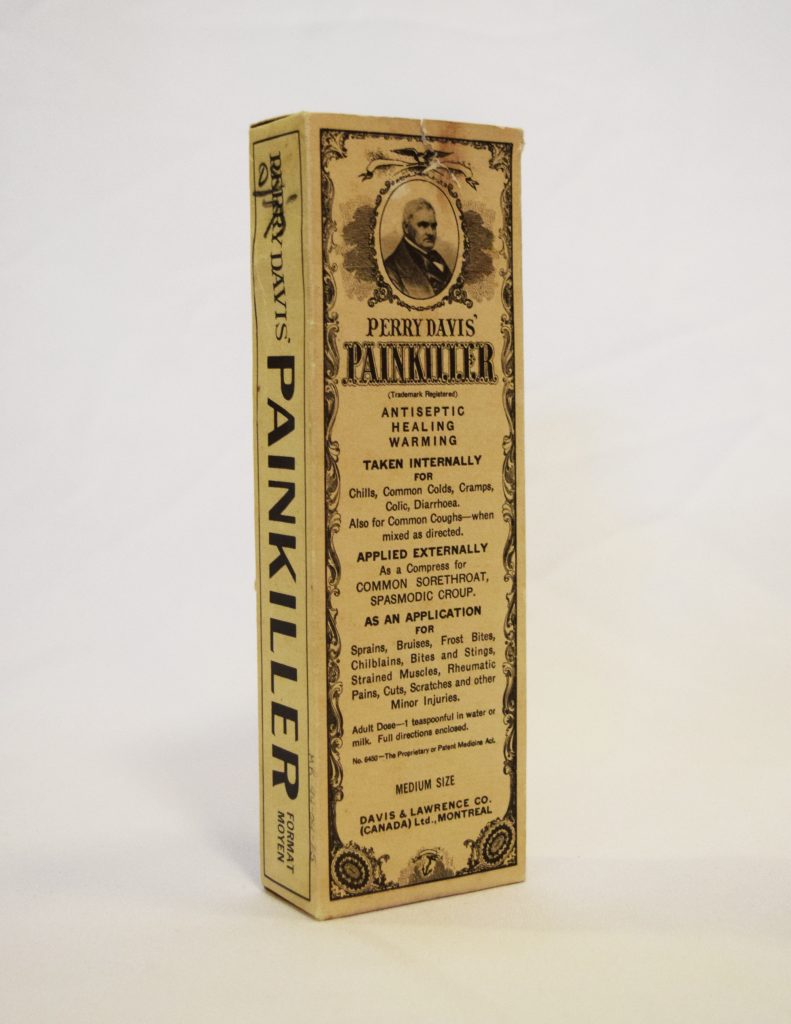 PERRY DAVIS'
PAINKILLER
(Trademark Registered)
ANTISEPTIC
HEALING
WARMING
TAKEN INTERNALLY
FOR
Chills, Common Colds, Cramps,
Colic, Diarrhoea.
Also for Common Coughs—when
mixed as directed.
APPLIED EXTERNALLY
As a Compress for
COMMON SORETHROAT,
SPASMODIC CROUP.
AS AN APPLICATION
FOR
Sprains, Bruises, Frost Bites,
Chilblains, Bites and Stings,
Strained Muscles, Rheumatic
Pains, Cuts, Scratches and other
Minor Injuries.
Adult Dose—1 teaspoonful in water or
milk. Full directions enclosed.
No. 6450—The Proprietary or Patent Medicine Act.
MEDIUM SIZE
DAVIS & LAWRENCE CO.
(CANADA) Ltd., MONTREAL
PERRY DAVIS'
PAINKILLER
FORMAT
MOYEN